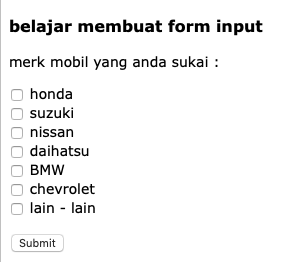 belajar membuat form input
merk mobil yang anda sukai :
honda
suzuki
nissan
daihatsu
BMW
chevrolet
lain - lain
Submit